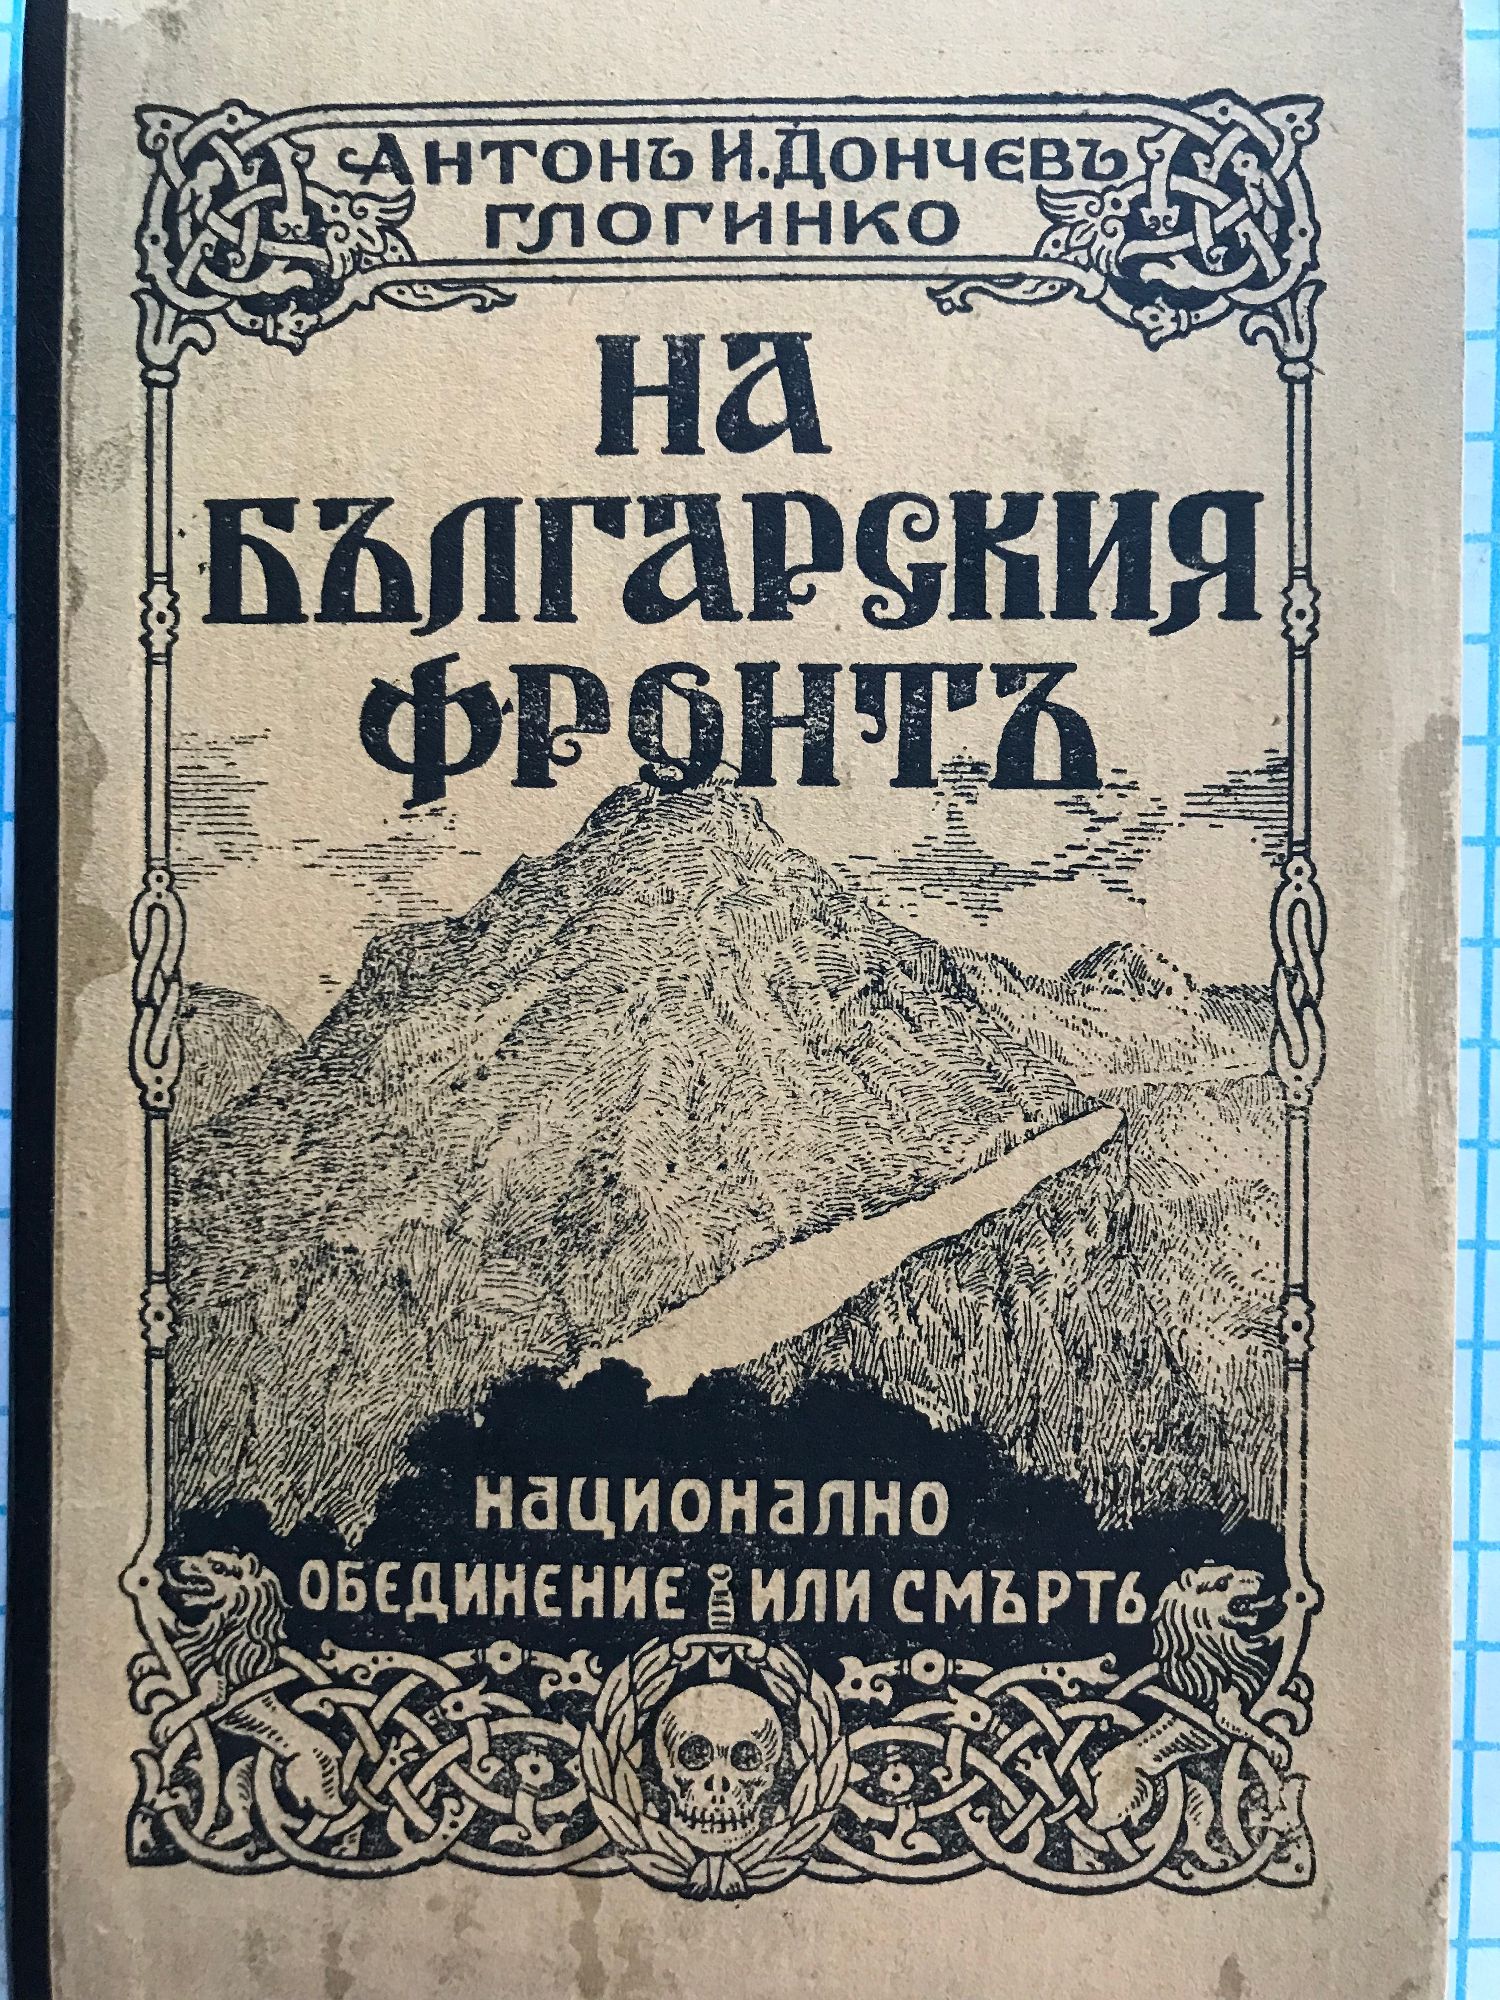 Антонъ И. Дончевъ
Глогинко
На
Българския
фронтъ
Национално
обединение или смърть